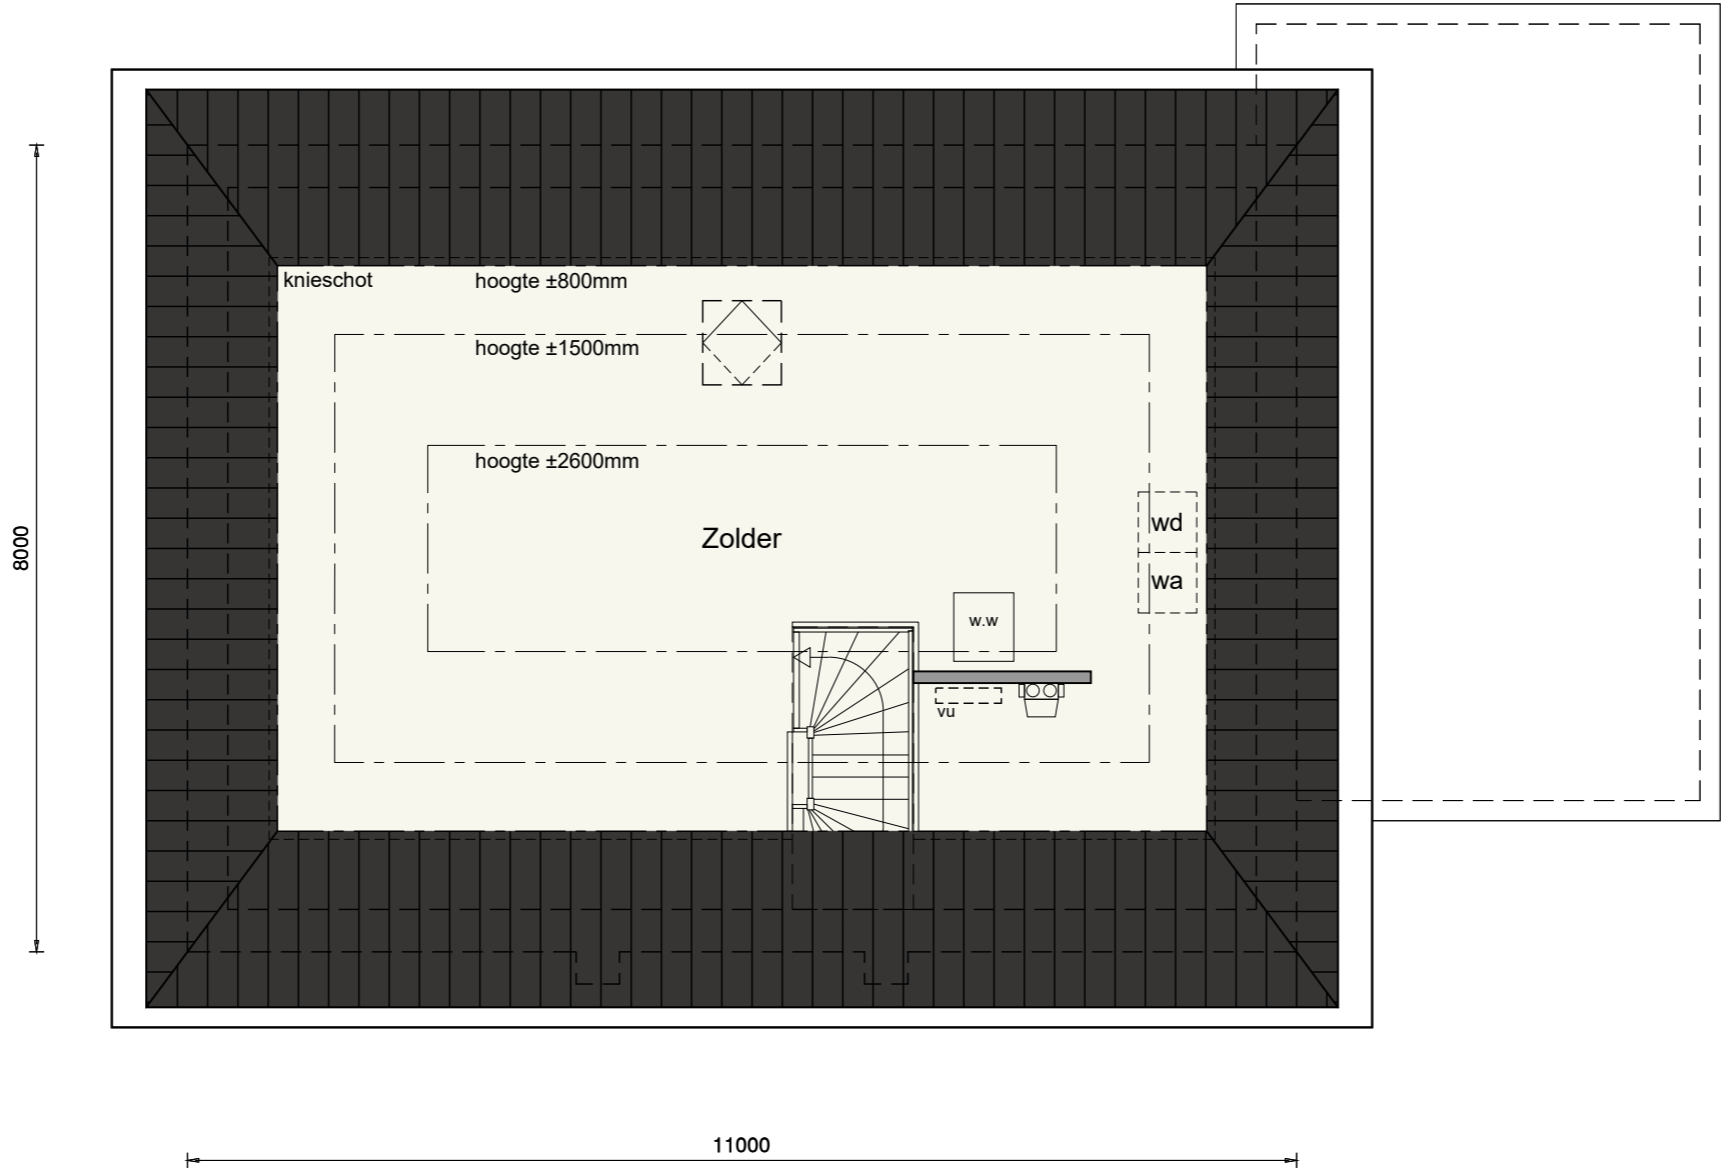 knieschot
hoogte ±800mm
hoogte ±1500mm
hoogte ±2600mm
Zolder
wd
wa
w.w
vu
8000
11000